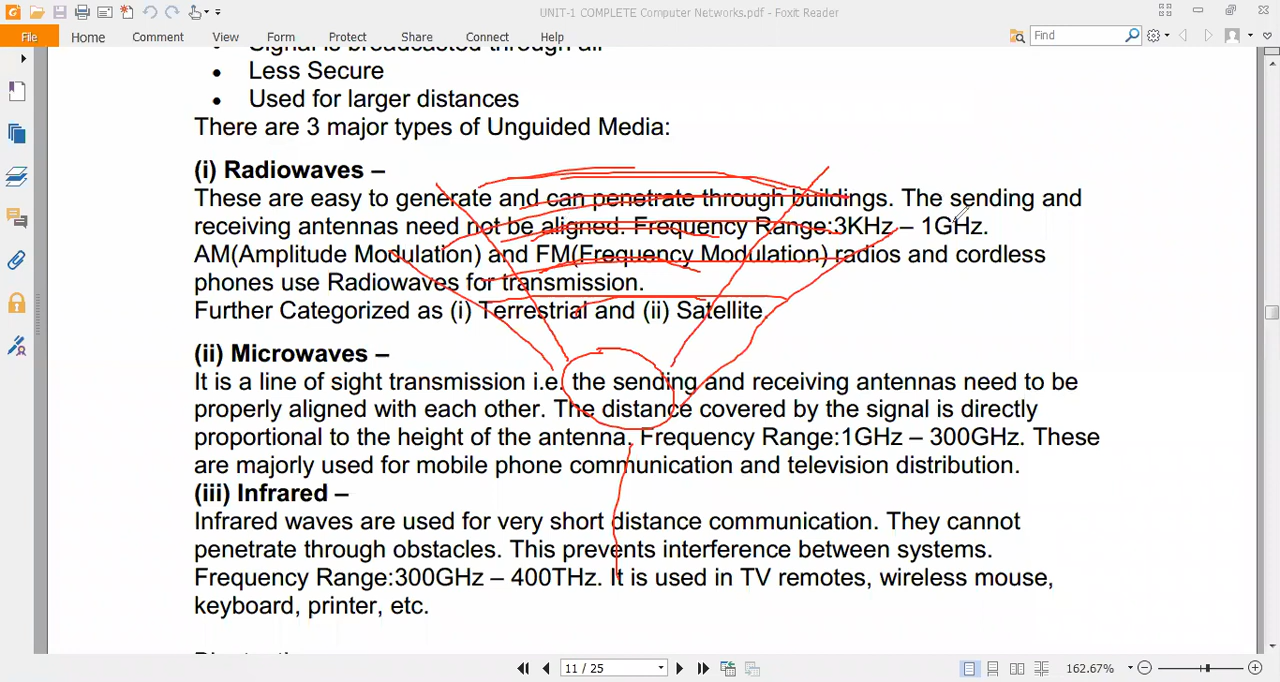 UNIT-1 COMPLETE Computer Networks.pdf - Foxit Reader
File Home Comment View Form Protect Share Connect Help Find
Signal is broadcasted through air
• Less Secure
• Used for larger distances
There are 3 major types of Unguided Media:
(i) Radiowaves –
These are easy to generate and can penetrate through buildings. The sending and
receiving antennas need not be aligned. Frequency Range:3KHz – 1GHz.
AM(Amplitude Modulation) and FM(Frequency Modulation) radios and cordless
phones use Radiowaves for transmission.
Further Categorized as (i) Terrestrial and (ii) Satellite.
(ii) Microwaves –
It is a line of sight transmission i.e. the sending and receiving antennas need to be
properly aligned with each other. The distance covered by the signal is directly
proportional to the height of the antenna. Frequency Range:1GHz – 300GHz. These
are majorly used for mobile phone communication and television distribution.
(iii) Infrared –
Infrared waves are used for very short distance communication. They cannot
penetrate through obstacles. This prevents interference between systems.
Frequency Range:300GHz – 400THz. It is used in TV remotes, wireless mouse,
keyboard, printer, etc.
11 / 25
162.67%